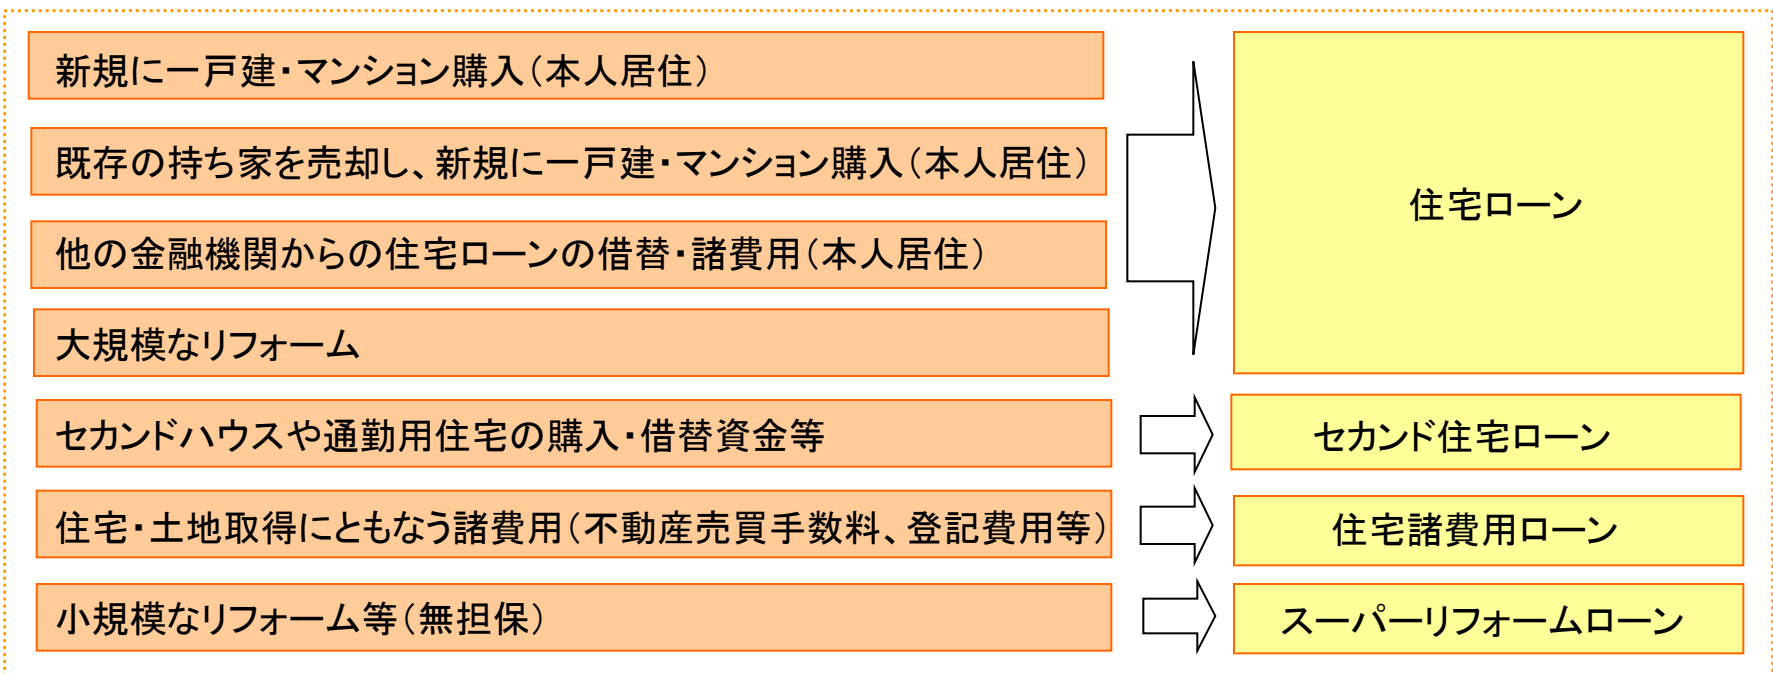 新規に一戸建・マンション購入(本人居住)
既存の持ち家を売却し、新規に一戸建・マンション購入(本人居住)
他の金融機関からの住宅ローンの借替・諸費用(本人居住)
大規模なリフォーム
住宅ローン
セカンドハウスや通勤用住宅の購入・借替資金等
セカンド住宅ローン
住宅・土地取得にともなう諸費用(不動産売買手数料、登記費用等)
住宅諸費用ローン
小規模なリフォーム等(無担保)
スーパーリフォームローン